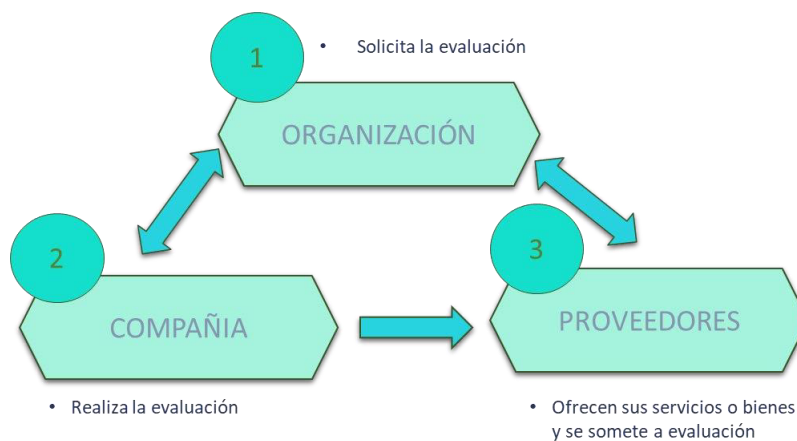 1
• Solicita la evaluación
ORGANIZACIÓN
2
3
COMPAÑIA
PROVEEDORES
• Realiza la evaluación
• Ofrecen sus servicios o bienes
y se somete a evaluación